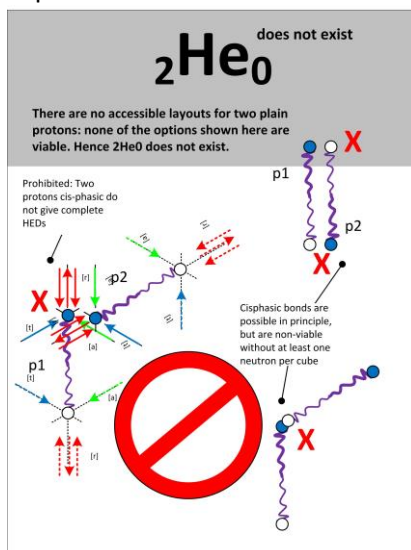 does not exist
2He0
There are no accessible layouts for two plain
protons: none of the options shown here are
viable. Hence 2He0 does not exist.
X
p1
p2
X
Prohibited: Two
protons cis-phasic do
not give complete
HEDs
[r]
p2
X
[t]
[a]
p1
[t]
[a]
[r]
Cisphasic bonds are
possible in principle,
but are non-viable
without at least one
neutron per cube
X